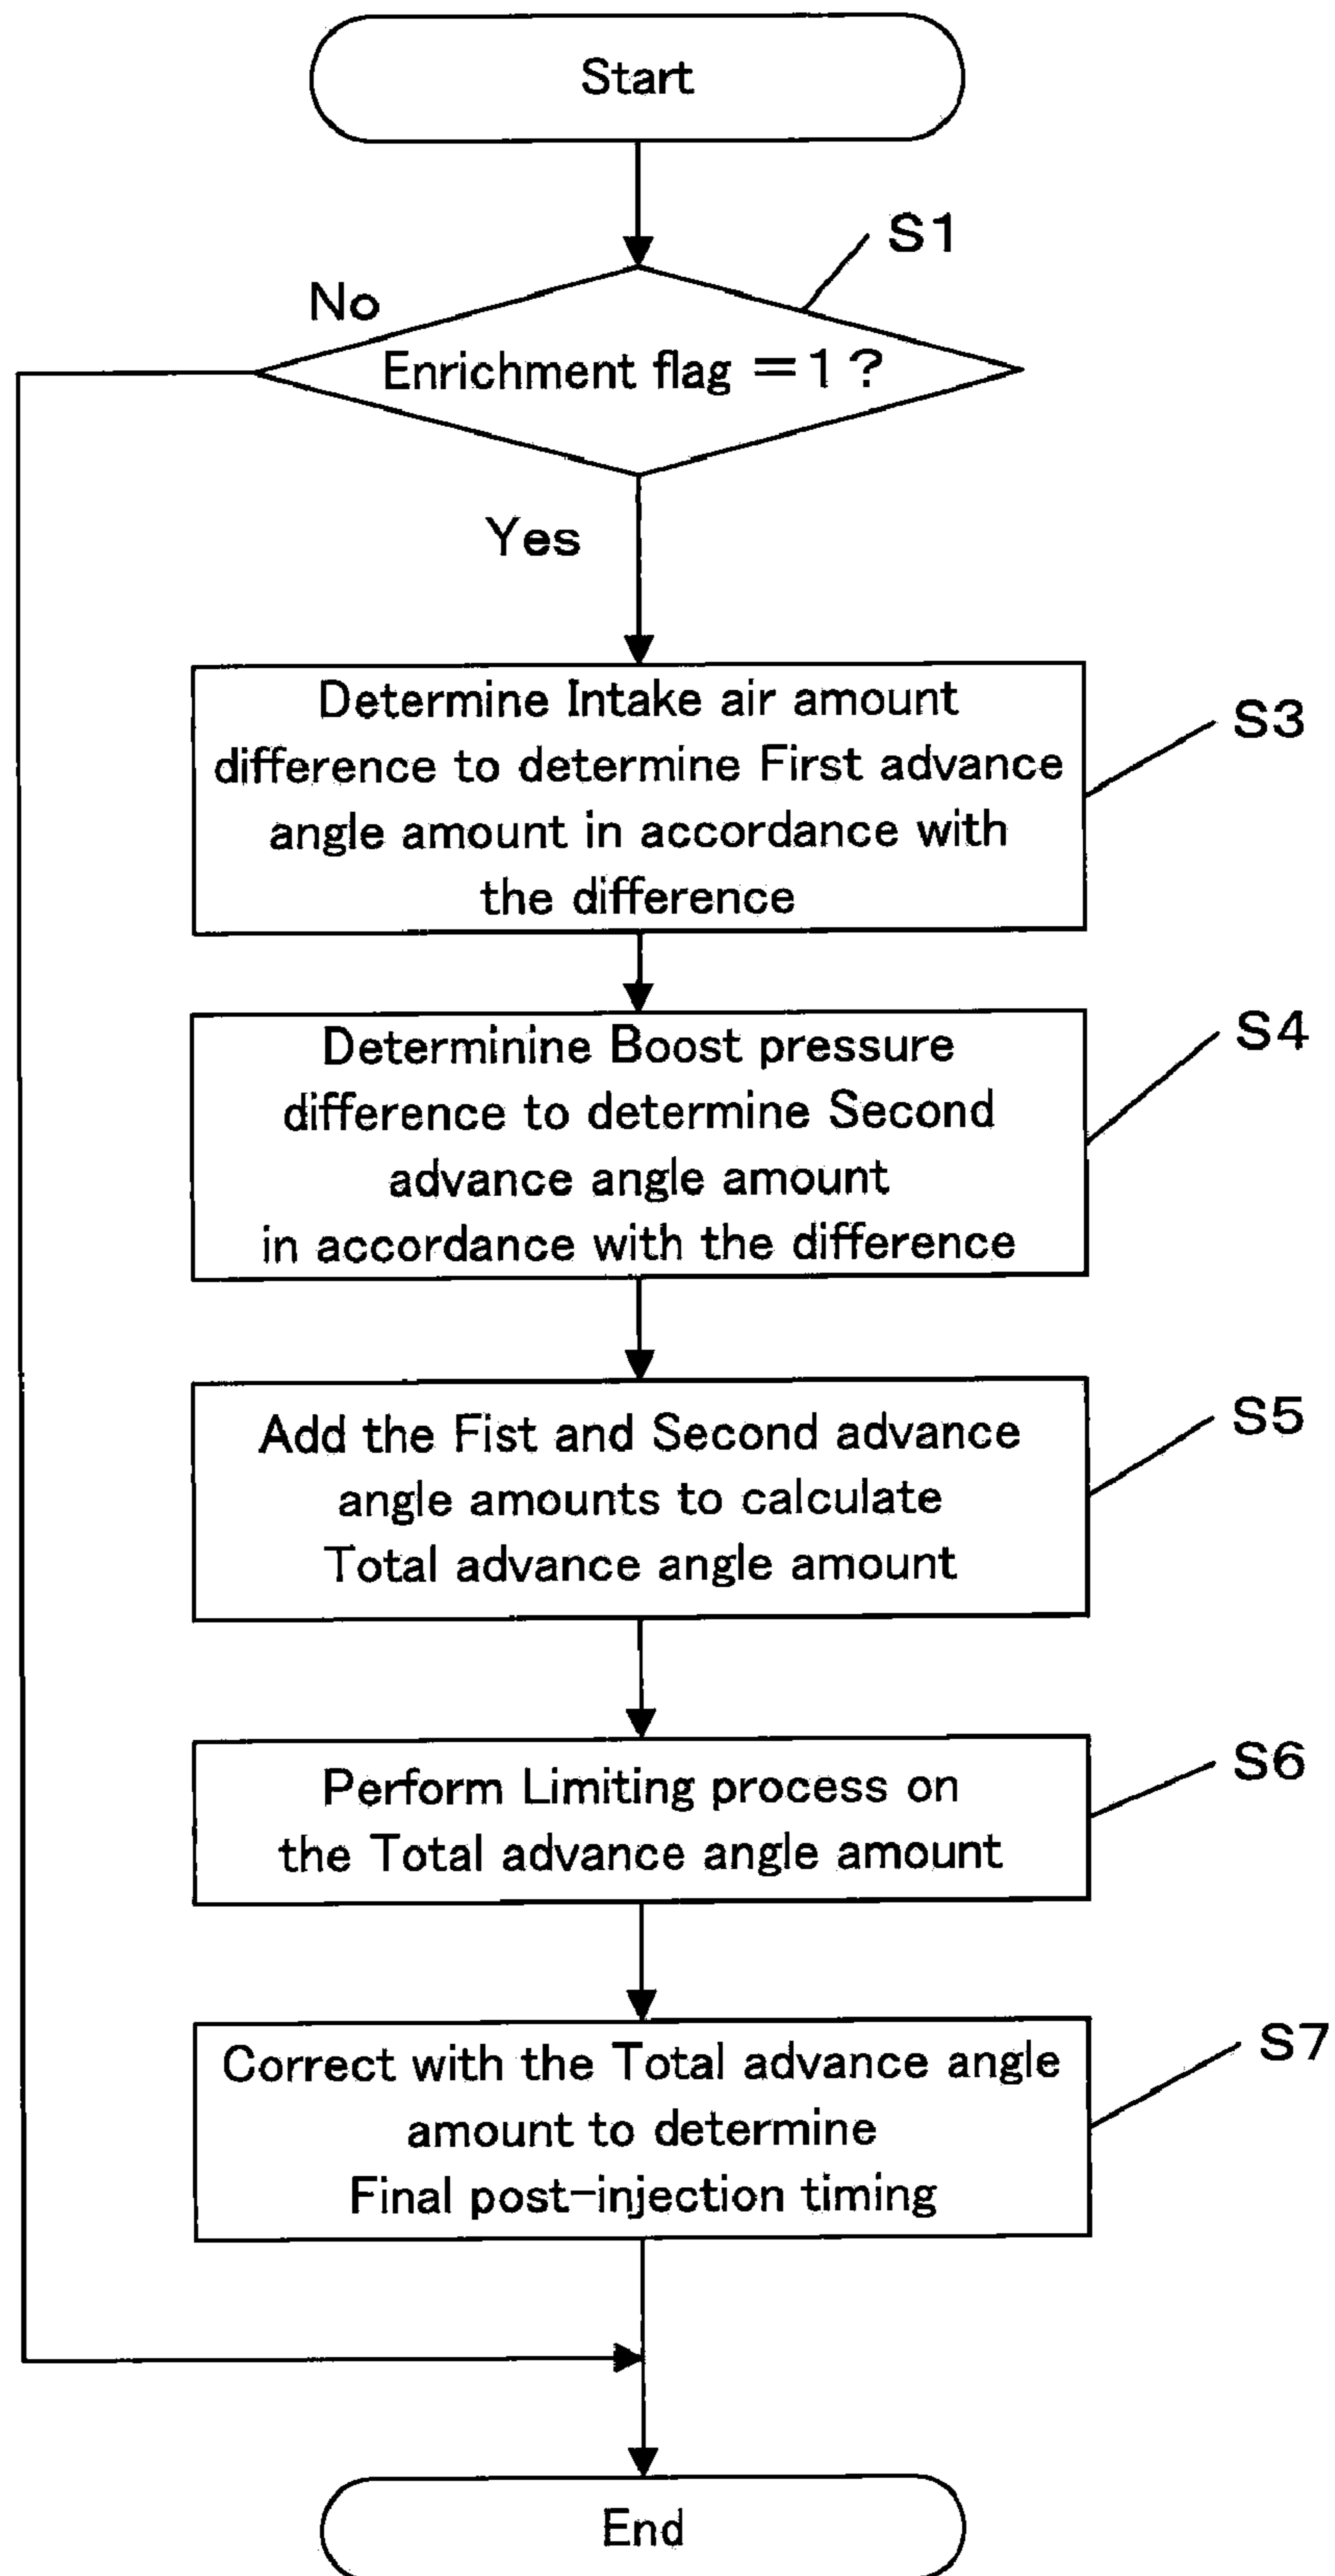 Start
S1
No
Enrichment flag =1?
Yes
Determine Intake air amount
difference to determine First advance
angle amount in accordance with
the difference
S3
Determinine Boost pressure
difference to determine Second
advance angle amount
in accordance with the difference
S4
Add the Fist and Second advance
angle amounts to calculate
Total advance angle amount
S5
Perform Limiting process on
the Total advance angle amount
S6
Correct with the Total advance angle
amount to determine
Final post-injection timing
S7
End